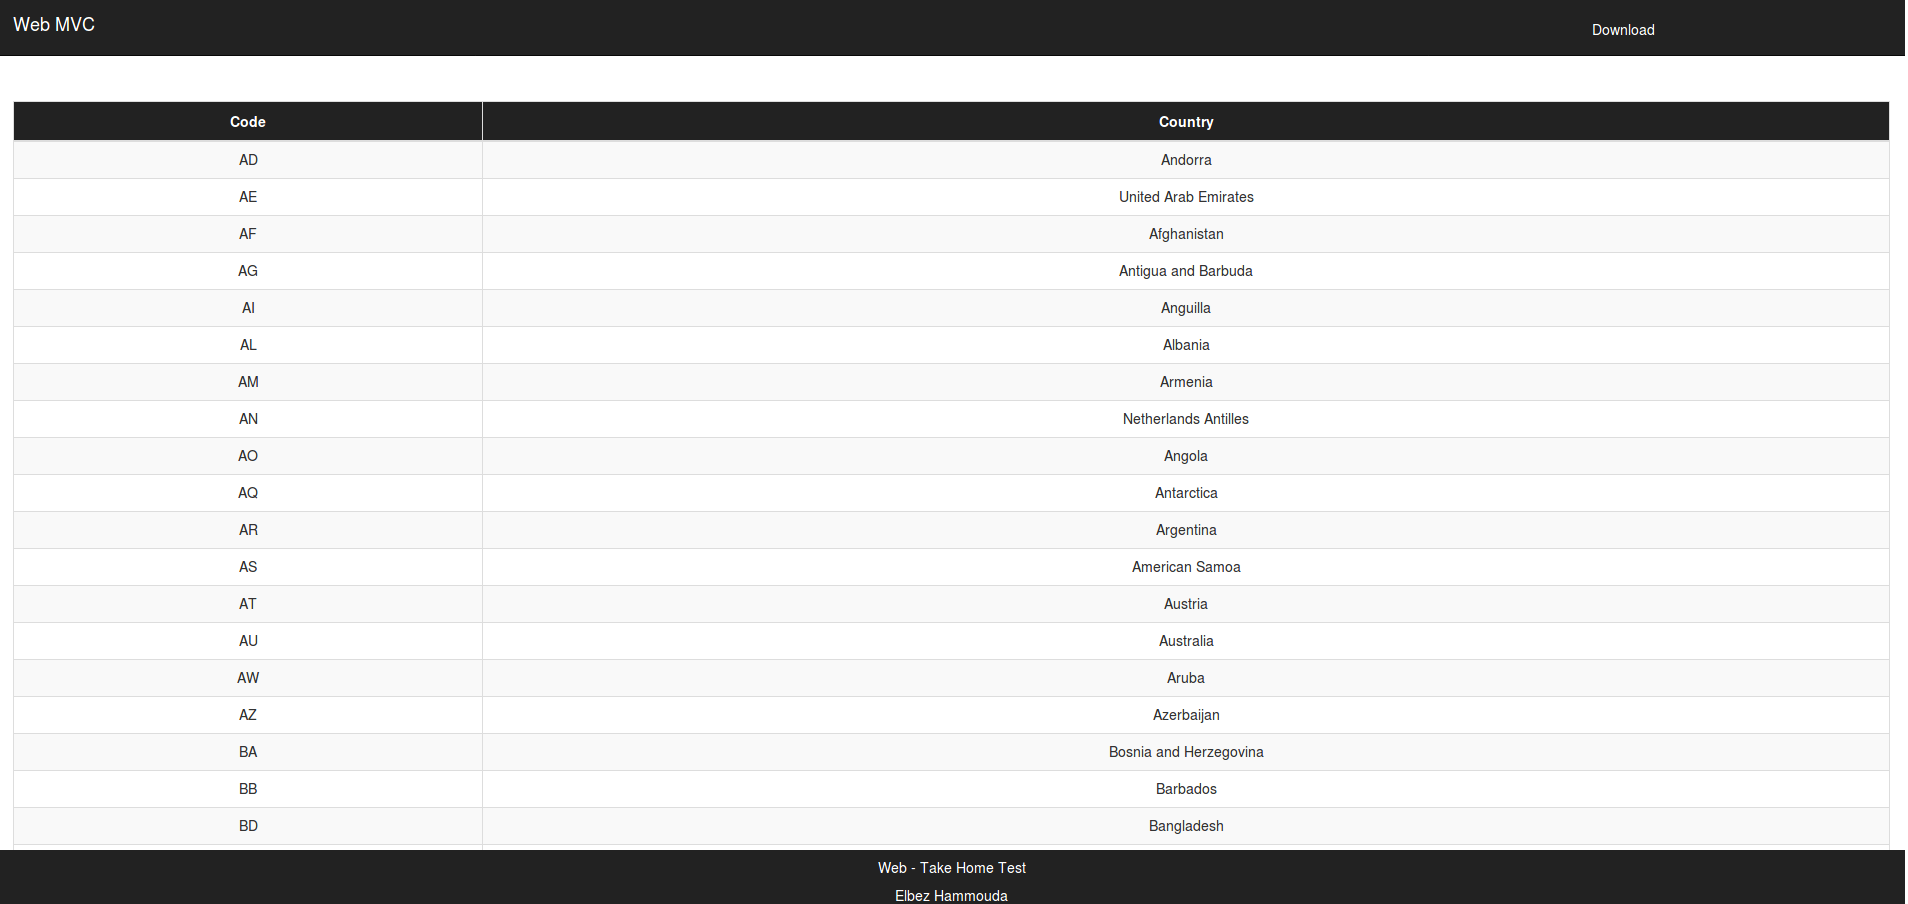 Web MVC
Download
Code Country
AD Andorra
AE United Arab Emirates
AF Afghanistan
AG Antigua and Barbuda
AI Anguilla
AL Albania
AM Armenia
AN Netherlands Antilles
AO Angola
AQ Antarctica
AR Argentina
AS American Samoa
AT Austria
AU Australia
AW Aruba
AZ Azerbaijan
BA Bosnia and Herzegovina
BB Barbados
BD Bangladesh
Web - Take Home Test
Elbez Hammouda